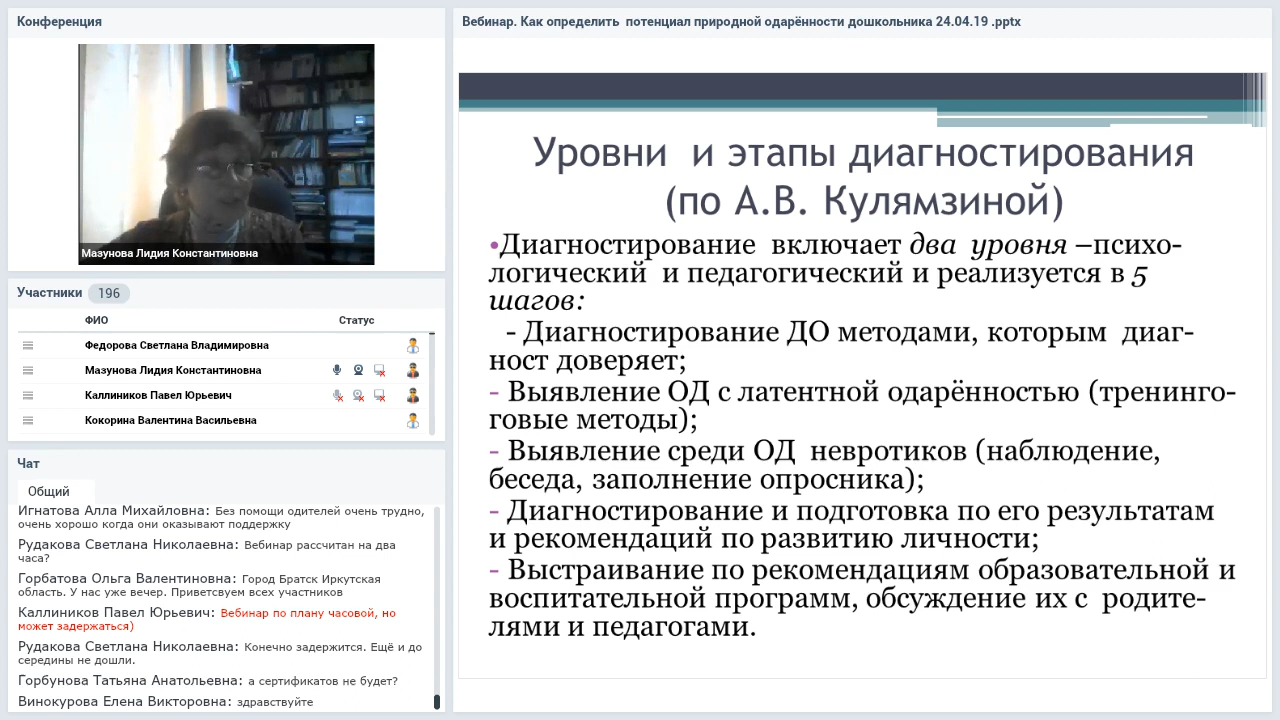 Конференция
Мазунова Лидия Константиновна
Участники 196
ФИО Статус
Федорова Светлана Владимировна
Мазунова Лидия Константиновна
Каллиников Павел Юрьевич
Кокорина Валентина Васильевна
Чат
Общий
Игнатова Алла Михайловна: Без помощи одителей очень трудно,
очень хорошо когда они оказывают поддержку
Рудакова Светлана Николаевна: Вебинар рассчитан на два
часа?
Горбатова Ольга Валентиновна: Город Братск Иркутская
область. У нас уже вечер. Приветсвуем всех участников
Каллиников Павел Юрьевич: Вебинар по плану часовой, но
может задержаться)
Рудакова Светлана Николаевна: Конечно задержится. Ещё и до
середины не дошли.
Горбунова Татьяна Анатольевна: а сертификатов не будет?
Винокурова Елена Викторовна: здравствуйте
Вебинар. Как определить потенциал природной одарённости дошкольника 24.04.19 .pptx
Уровни и этапы диагностирования
(по А.В. Кулямзиной)
•Диагностирование включает два уровня –психо-
логический и педагогический и реализуется в 5
шагов:
- Диагностирование ДО методами, которым диаг-
ност доверяет;
- Выявление ОД с латентной одарённостью (тренинго-
говые методы);
- Выявление среди ОД невротиков (наблюдение,
беседа, заполнение опросника);
- Диагностирование и подготовка по его результатам
и рекомендаций по развитию личности;
- Выстраивание по рекомендациям образовательной и
воспитательной программ, обсуждение их с родите-
лями и педагогами.